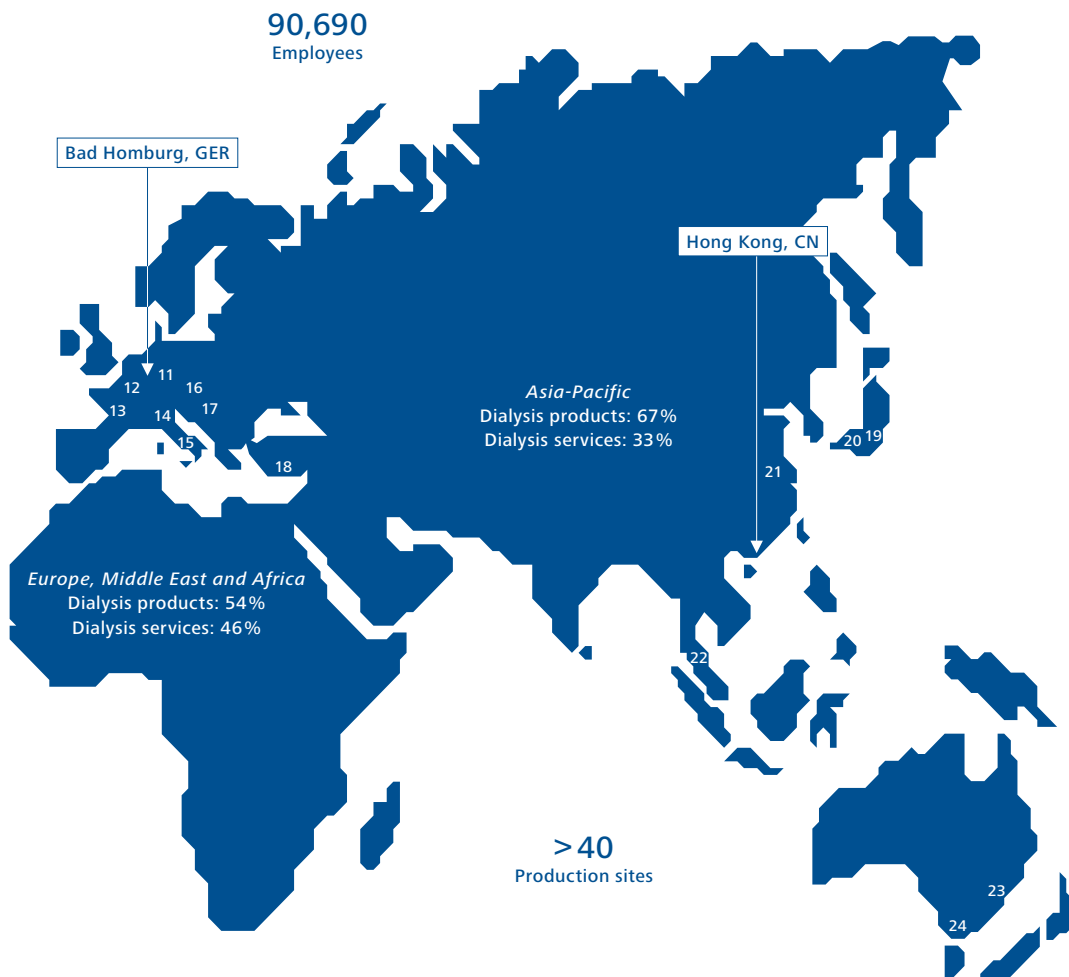 90,690
Employees
Bad Homburg, GER
Hong Kong, CN
11
12
16
13
14
17
15
18
Asia-Pacific
Dialysis products: 67%
Dialysis services: 33%
19
20
21
Europe, Middle East and Africa
Dialysis products: 54%
Dialysis services: 46%
22
>40
Production sites
23
24